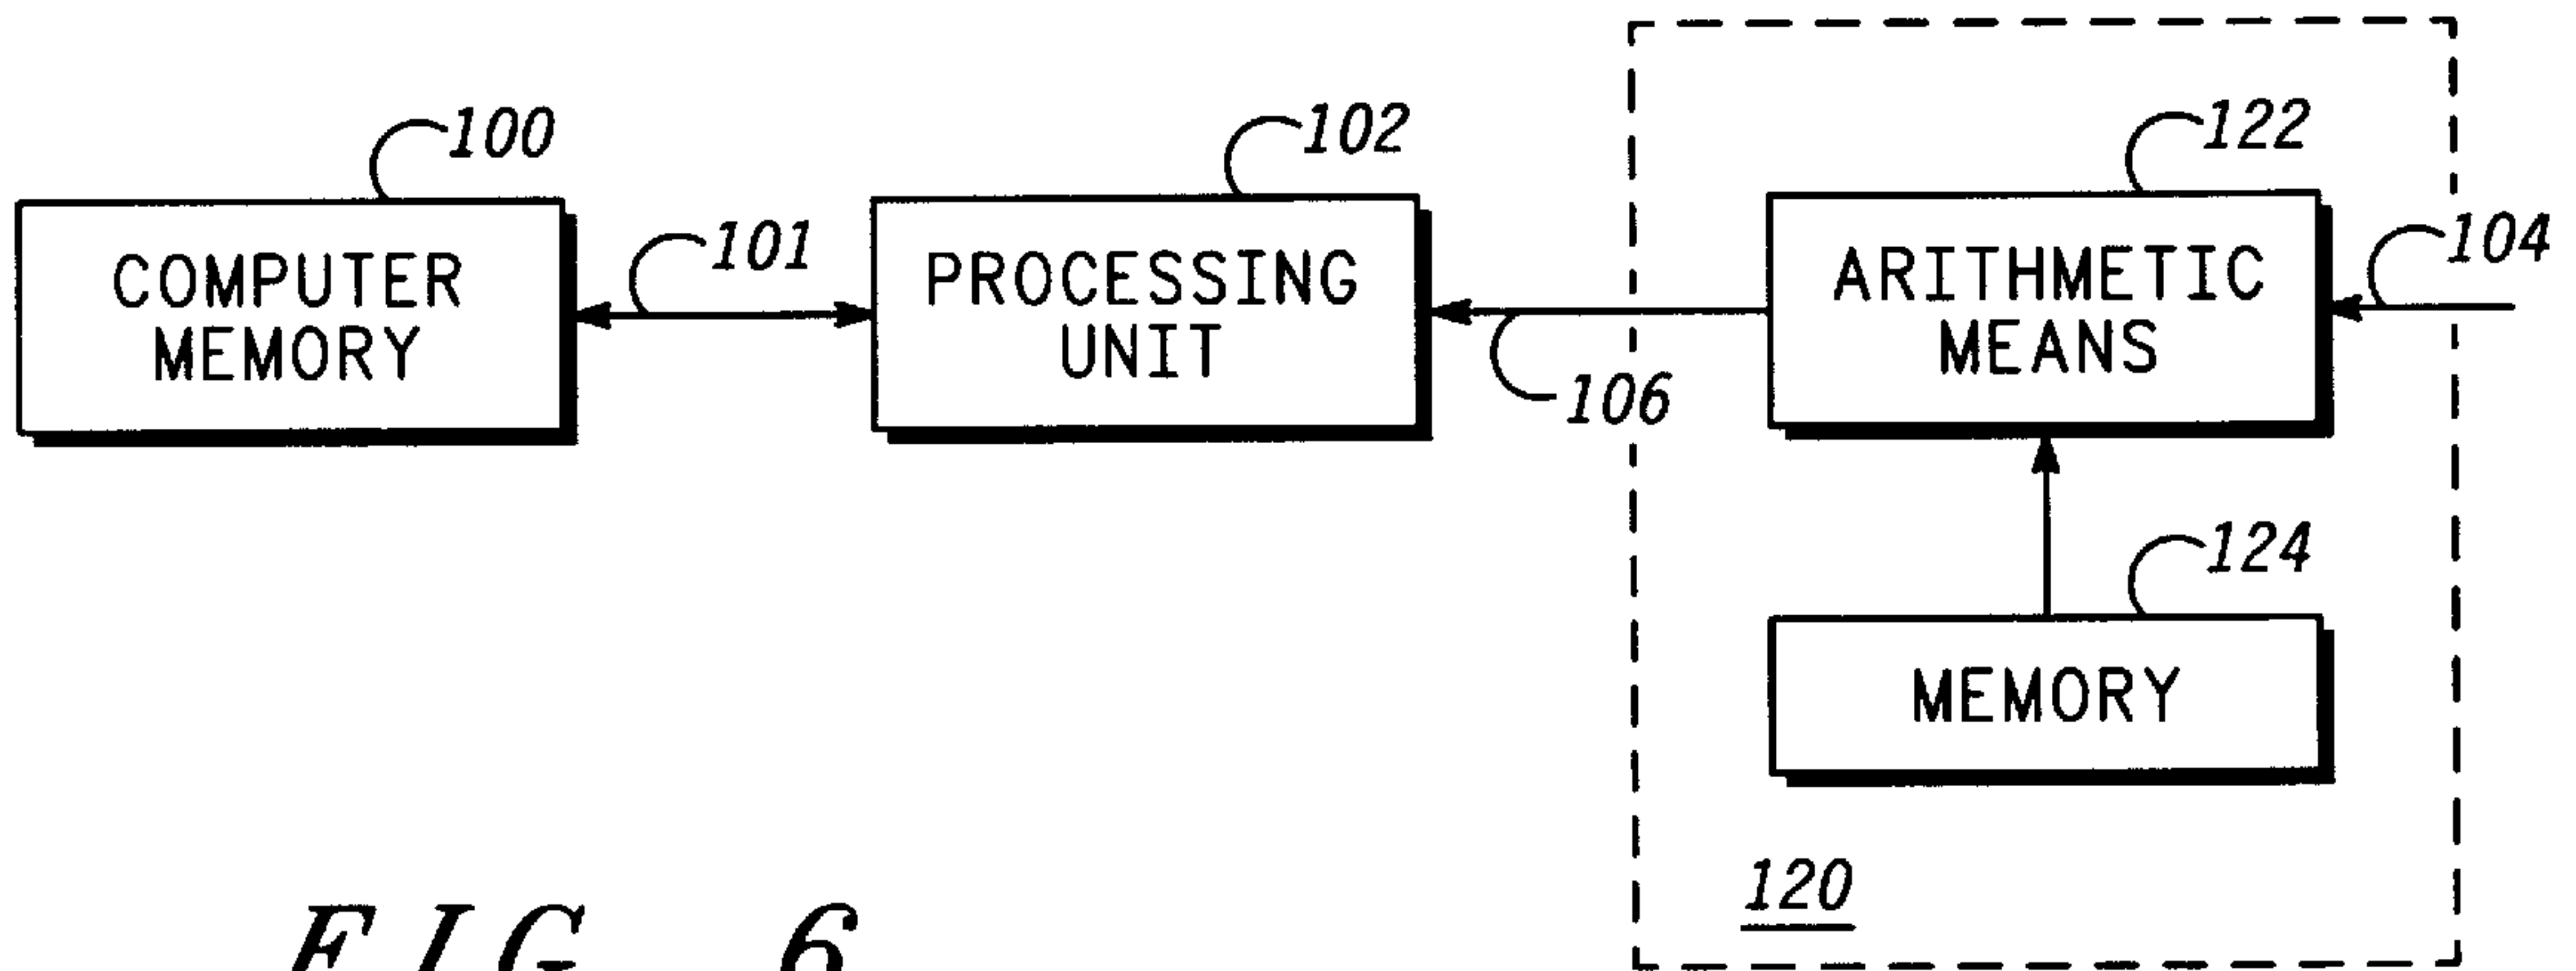 100
102
122
101
104
COMPUTER
MEMORY
PROCESSING
UNIT
ARITHMETIC
MEANS
106
124
MEMORY
120
FIG. 6